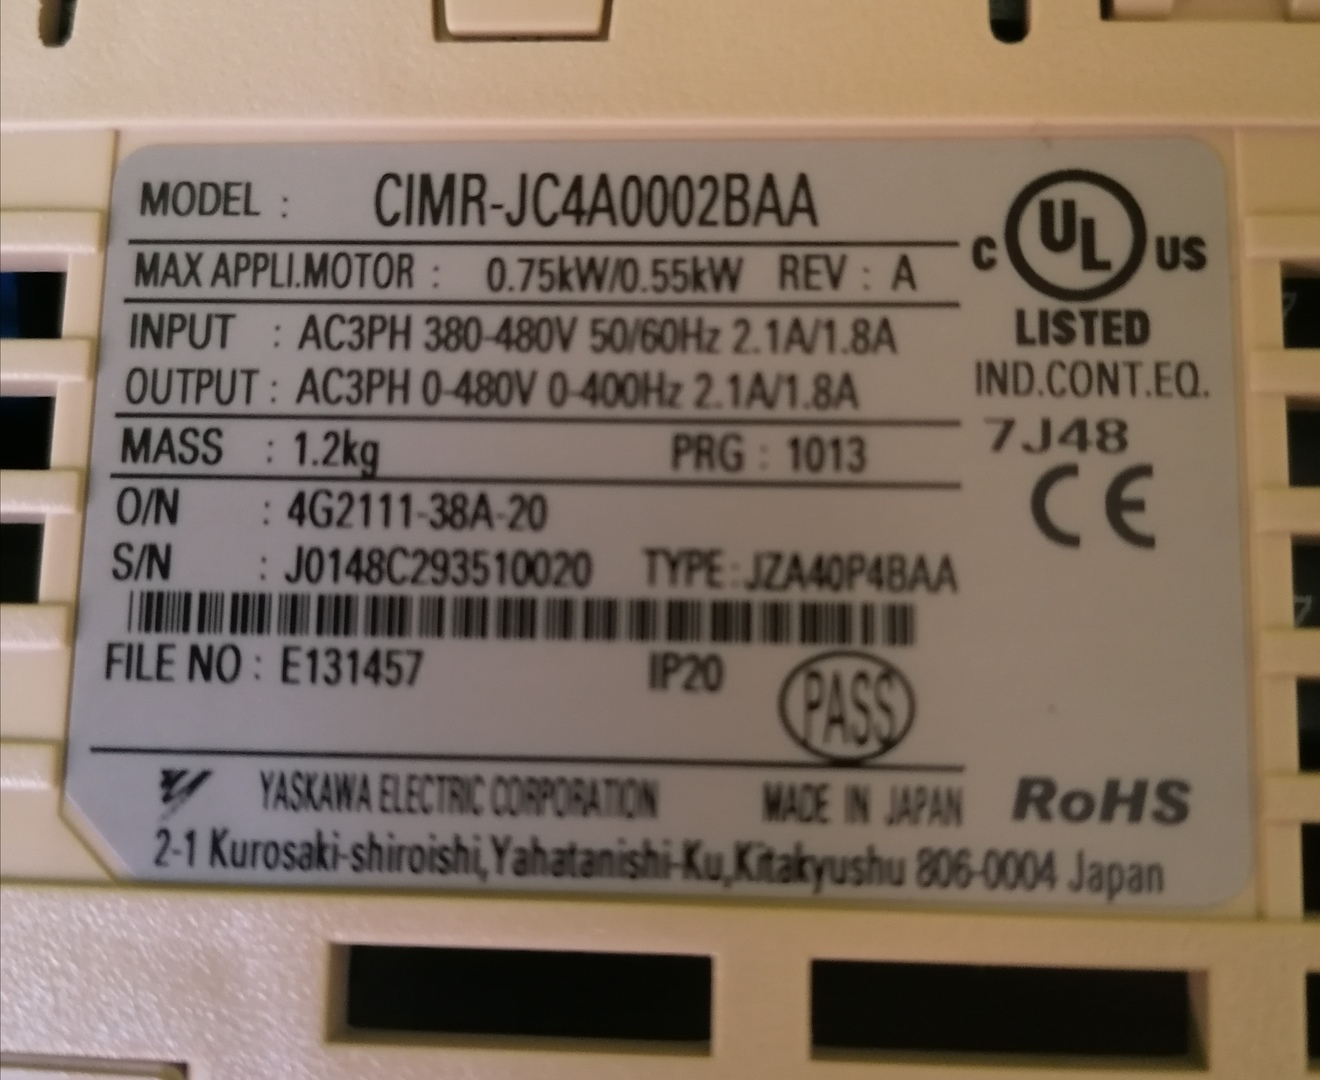 MODEL : CIMR-JC4A0002BAA
MAX APPLI.MOTOR : 0.75kW/0.55kW REV : A
INPUT : AC3PH 380-480V 50/60Hz 2.1A/1.8A
OUTPUT : AC3PH 0-480V 0-400Hz 2.1A/1.8A
MASS : 1.2kg PRG : 1013
O/N : 4G2111-38A-20
S/N : J0148C293510020 TYPE : JZA40P4BAA
FILE NO : E131457 IP20
PASS
C UL US
LISTED
IND.CONT.EQ.
7J48
CE
YASKAWA ELECTRIC CORPORATION MADE IN JAPAN RoHS
2-1 Kurosaki-shiroishi,Yahatanishi-Ku,Kitakyushu 806-0004 Japan